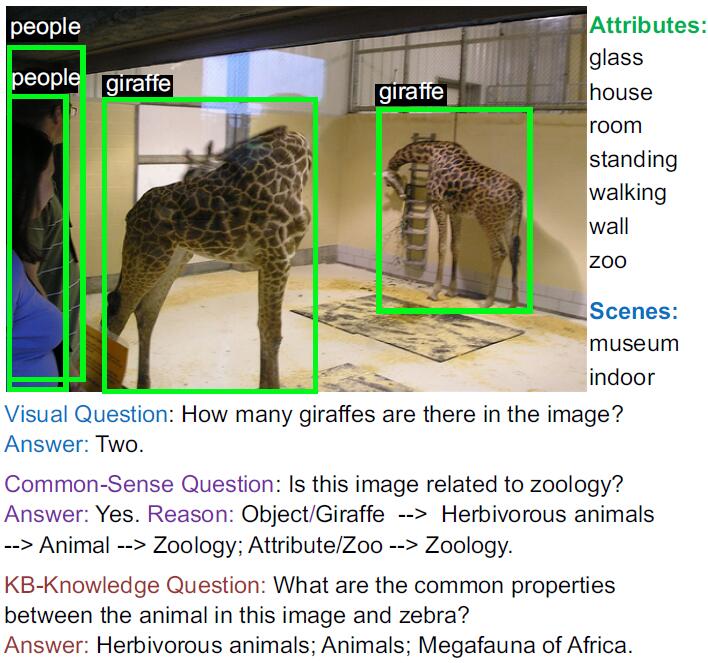 people
people
giraffe
giraffe
Attributes:
glass
house
room
standing
walking
wall
zoo
Scenes:
museum
indoor
Visual Question: How many giraffes are there in the image?
Answer: Two.
Common-Sense Question: Is this image related to zoology?
Answer: Yes. Reason: Object/Giraffe --> Herbivorous animals
--> Animal --> Zoology; Attribute/Zoo --> Zoology.
KB-Knowledge Question: What are the common properties
between the animal in this image and zebra?
Answer: Herbivorous animals; Animals; Megafauna of Africa.